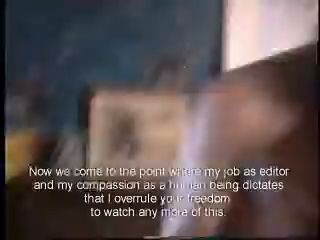 Now we come to the point where my job as editor
and my compassion as a human being dictates
that I overrule your freedom
to watch any more of this.